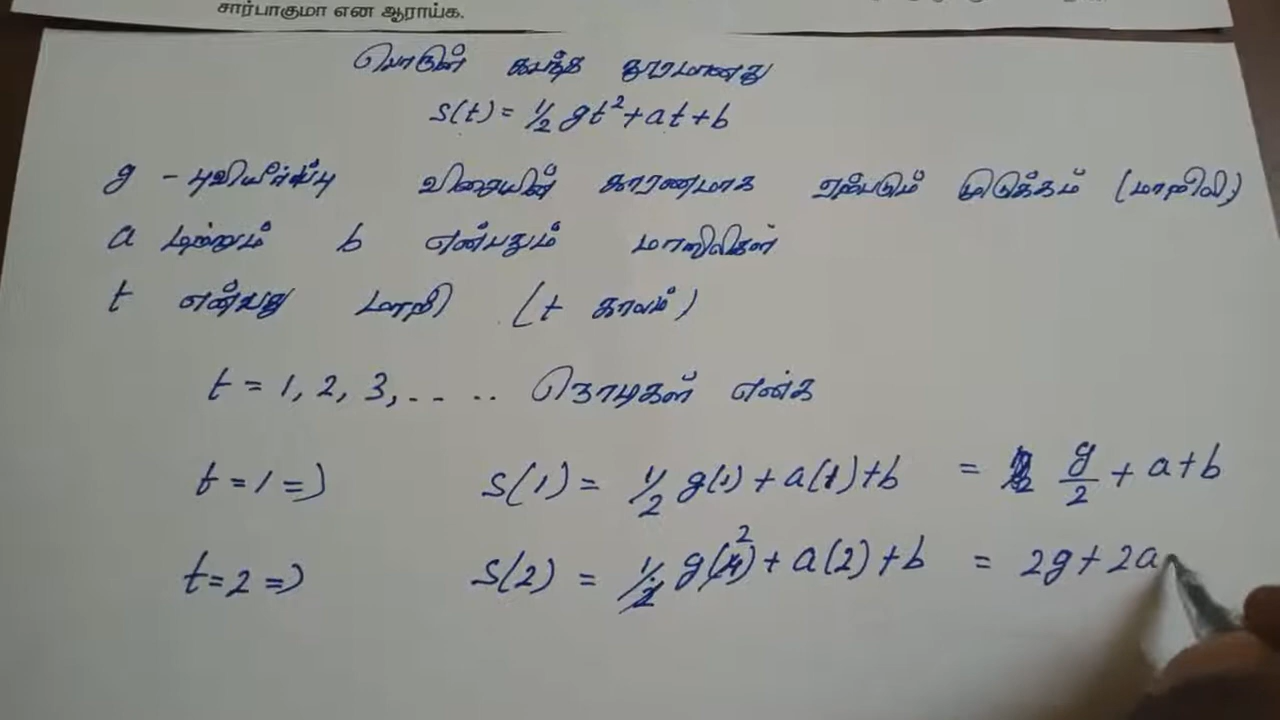 சார்பாகுமா என ஆராய்க.
பொருள் கடந்த தூரமானது
s(t) = 1/2 gt² + at + b
g - புவியீர்ப்பு விசையின் காரணமாக ஏற்படும் முடுக்கம் (மாறிலி)
a மற்றும் b என்பதும் மாறிலிகள்
t என்பது மாறி (t காலம்)
t = 1, 2, 3, . . . . . நொடிகள் என்க
t = 1 => s(1) = 1/2 g(1) + a(1) + b = g/2 + a + b
t = 2 => s(2) = 1/2 g(4) 2 + a(2) + b = 2g + 2a